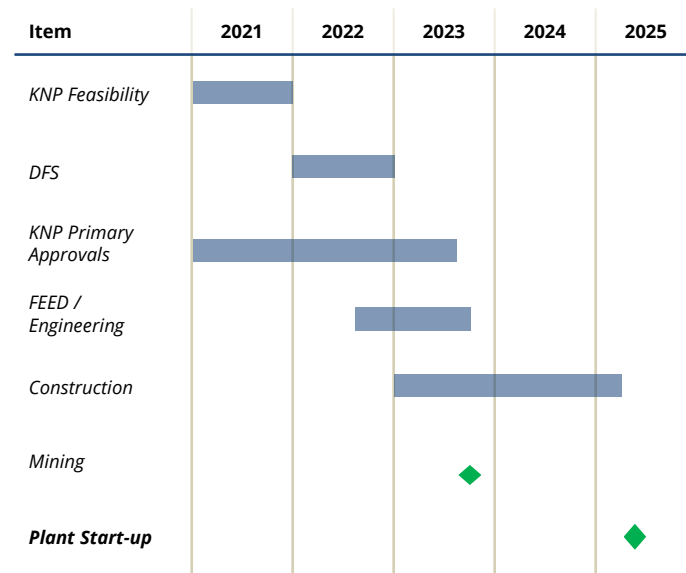 Item 2021 2022 2023 2024 2025
KNP Feasibility
DFS
KNP Primary
Approvals
FEED /
Engineering
Construction
Mining
Plant Start-up